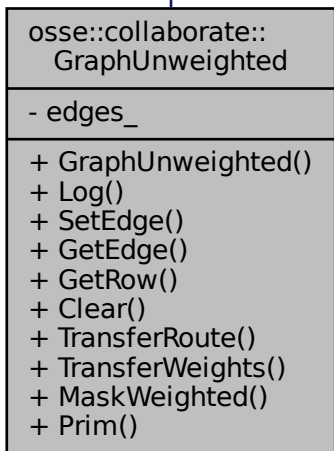 osse::collaborate::
GraphUnweighted
- edges_
+ GraphUnweighted()
+ Log()
+ SetEdge()
+ GetEdge()
+ GetRow()
+ Clear()
+ TransferRoute()
+ TransferWeights()
+ MaskWeighted()
+ Prim()